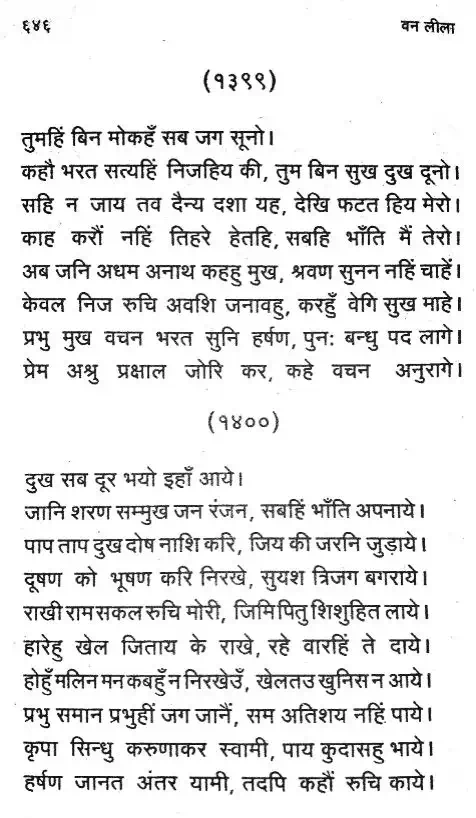 ६४६ वन लीला
(१३९९)
तुमहिं बिन मोकहँ सब जग सूनो।
कहौ भरत सत्यहिं निजहिय की, तुम बिन सुख दुख दूनो।
सहि न जाय तव दैन्य दशा यह, देखि फटत हिय मेरो।
काह करौं नहिं तिहरे हेतहि, सबहि भाँति मैं तेरो।
अब जनि अधम अनाथ कहहु मुख, श्रवण सुनन नहिं चाहें।
केवल निज रुचि अवशि जनावहु, करहुँ वेगि सुख माहे।
प्रभु मुख वचन भरत सुनि हर्षण, पुनः बन्धु पद लागे।
प्रेम अश्रु प्रक्षाल जोरि कर, कहे वचन अनुरागे।
(१४००)
दुख सब दूर भयो इहाँ आये।
जानि शरण सम्मुख जन रंजन, सबहिं भाँति अपनाये।
पाप ताप दुख दोष नाशि करि, जिय की जरनि जुड़ाये।
दूषण को भूषण करि निरखे, सुयश त्रिजग बगराये।
राखी राम सकल रुचि मोरी, जिमि पितु शिशुहित लाये।
हारेहु खेल जिताय के राखे, रहे वारहिं ते दाये।
होहुँ मलिन मन कबहुँ न निरखेउँ, खेलतउ खुनिस न आये।
प्रभु समान प्रभुहीं जग जानैं, सम अतिशय नहिं पाये।
कृपा सिन्धु करुणाकर स्वामी, पाय कुदासहु भाये।
हर्षण जानत अंतर यामी, तदपि कहौं रुचि काये।